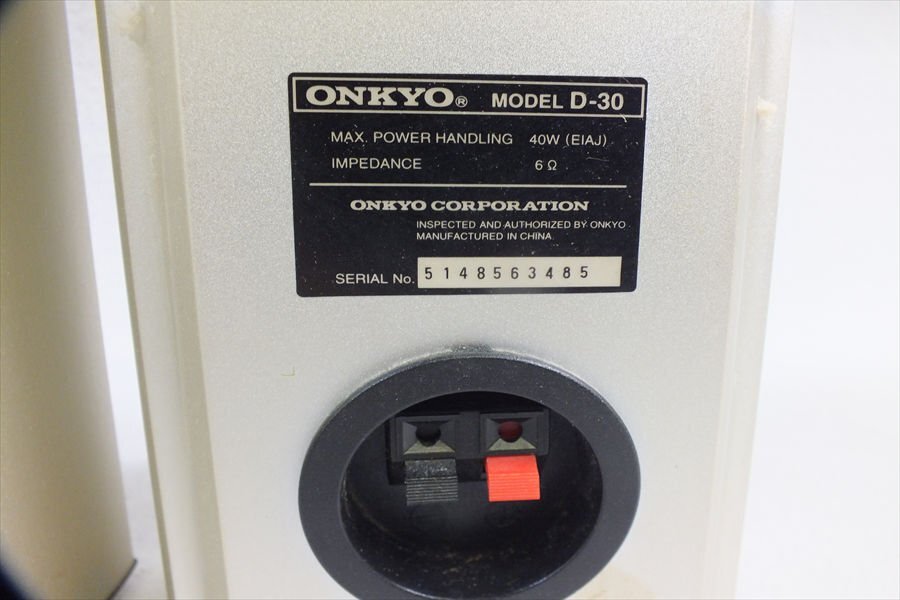 ONKYO® MODEL D-30
MAX. POWER HANDLING 40W (EIAJ)
IMPEDANCE 6 Ω
ONKYO CORPORATION
INSPECTED AND AUTHORIZED BY ONKYO
MANUFACTURED IN CHINA
SERIAL No. 5148563485